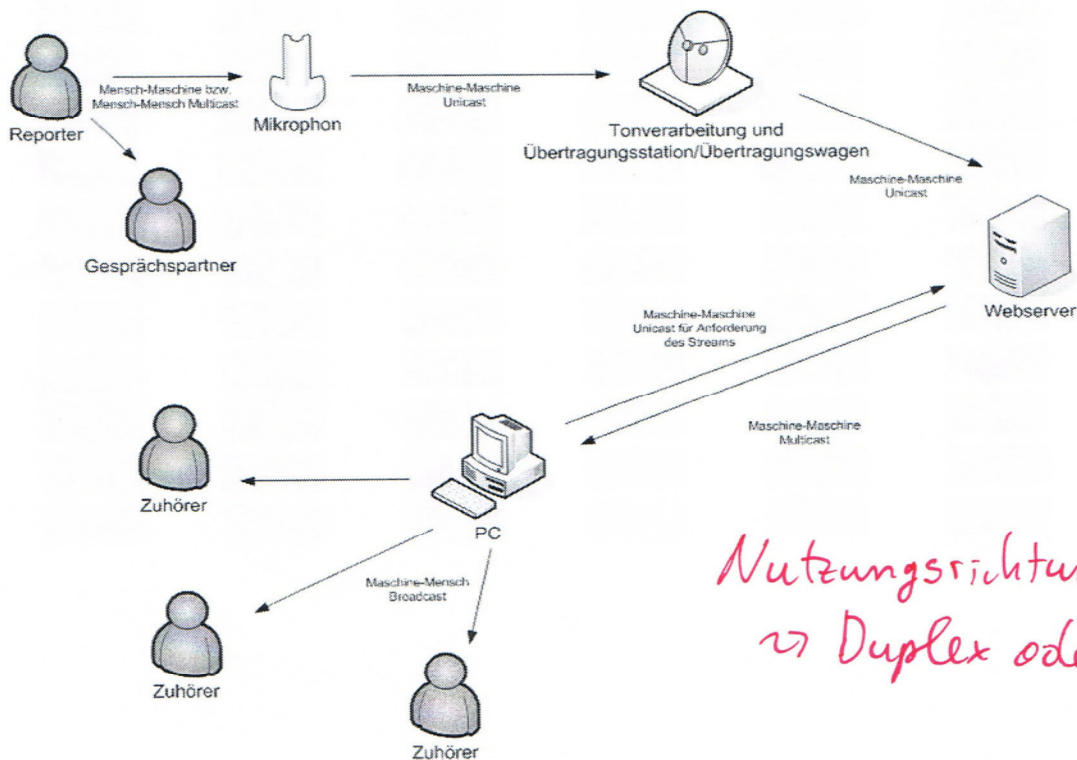 Mensch-Maschine bzw.
Mensch-Mensch Multicast
Reporter
Mikrophon
Maschine-Maschine
Unicast
Tonverarbeitung und
Übertragungsstation/Übertragungswagen
Gesprächspartner
Maschine-Maschine
Unicast
Webserver
Maschine-Maschine
Unicast für Anforderung
des Streams
Maschine-Maschine
Multicast
Zuhörer
PC
Maschine-Mensch
Broadcast
Zuhörer
Zuhörer
Duplex